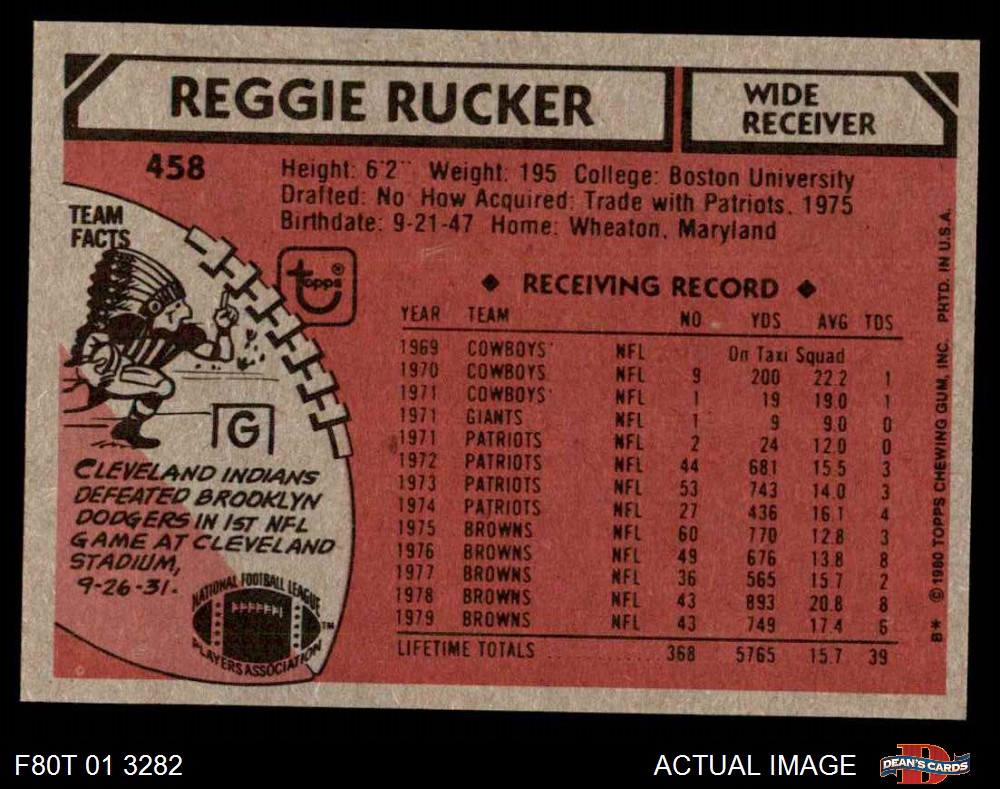 REGGIE RUCKER
WIDE
RECEIVER
458
Height: 6'2" Weight: 195 College: Boston University
Drafted: No How Acquired: Trade with Patriots, 1975
Birthdate: 9-21-47 Home: Wheaton, Maryland
TEAM
FACTS
topps®
G
CLEVELAND INDIANS
DEFEATED BROOKLYN
DODGERS IN 1ST NFL
GAME AT CLEVELAND
STADIUM,
9-26-31.
NATIONAL FOOTBALL LEAGUE
PLAYERS ASSOCIATION
TM
◆ RECEIVING RECORD ◆
YEAR TEAM NO YDS AVG TDS
1969 COWBOYS NFL On Taxi Squad
1970 COWBOYS NFL 9 200 22.2 1
1971 COWBOYS NFL 1 19 19.0 1
1971 GIANTS NFL 1 9 9.0 0
1971 PATRIOTS NFL 2 24 12.0 0
1972 PATRIOTS NFL 44 681 15.5 3
1973 PATRIOTS NFL 53 743 14.0 3
1974 PATRIOTS NFL 27 436 16.1 4
1975 BROWNS NFL 60 770 12.8 3
1976 BROWNS NFL 49 676 13.8 8
1977 BROWNS NFL 36 565 15.7 2
1978 BROWNS NFL 43 893 20.8 8
1979 BROWNS NFL 43 749 17.4 6
LIFETIME TOTALS ................ 368 5765 15.7 39
B* © 1980 TOPPS CHEWING GUM, INC. PRTD. IN U.S.A.
F80T 01 3282
ACTUAL IMAGE
D
DEAN'S CARDS